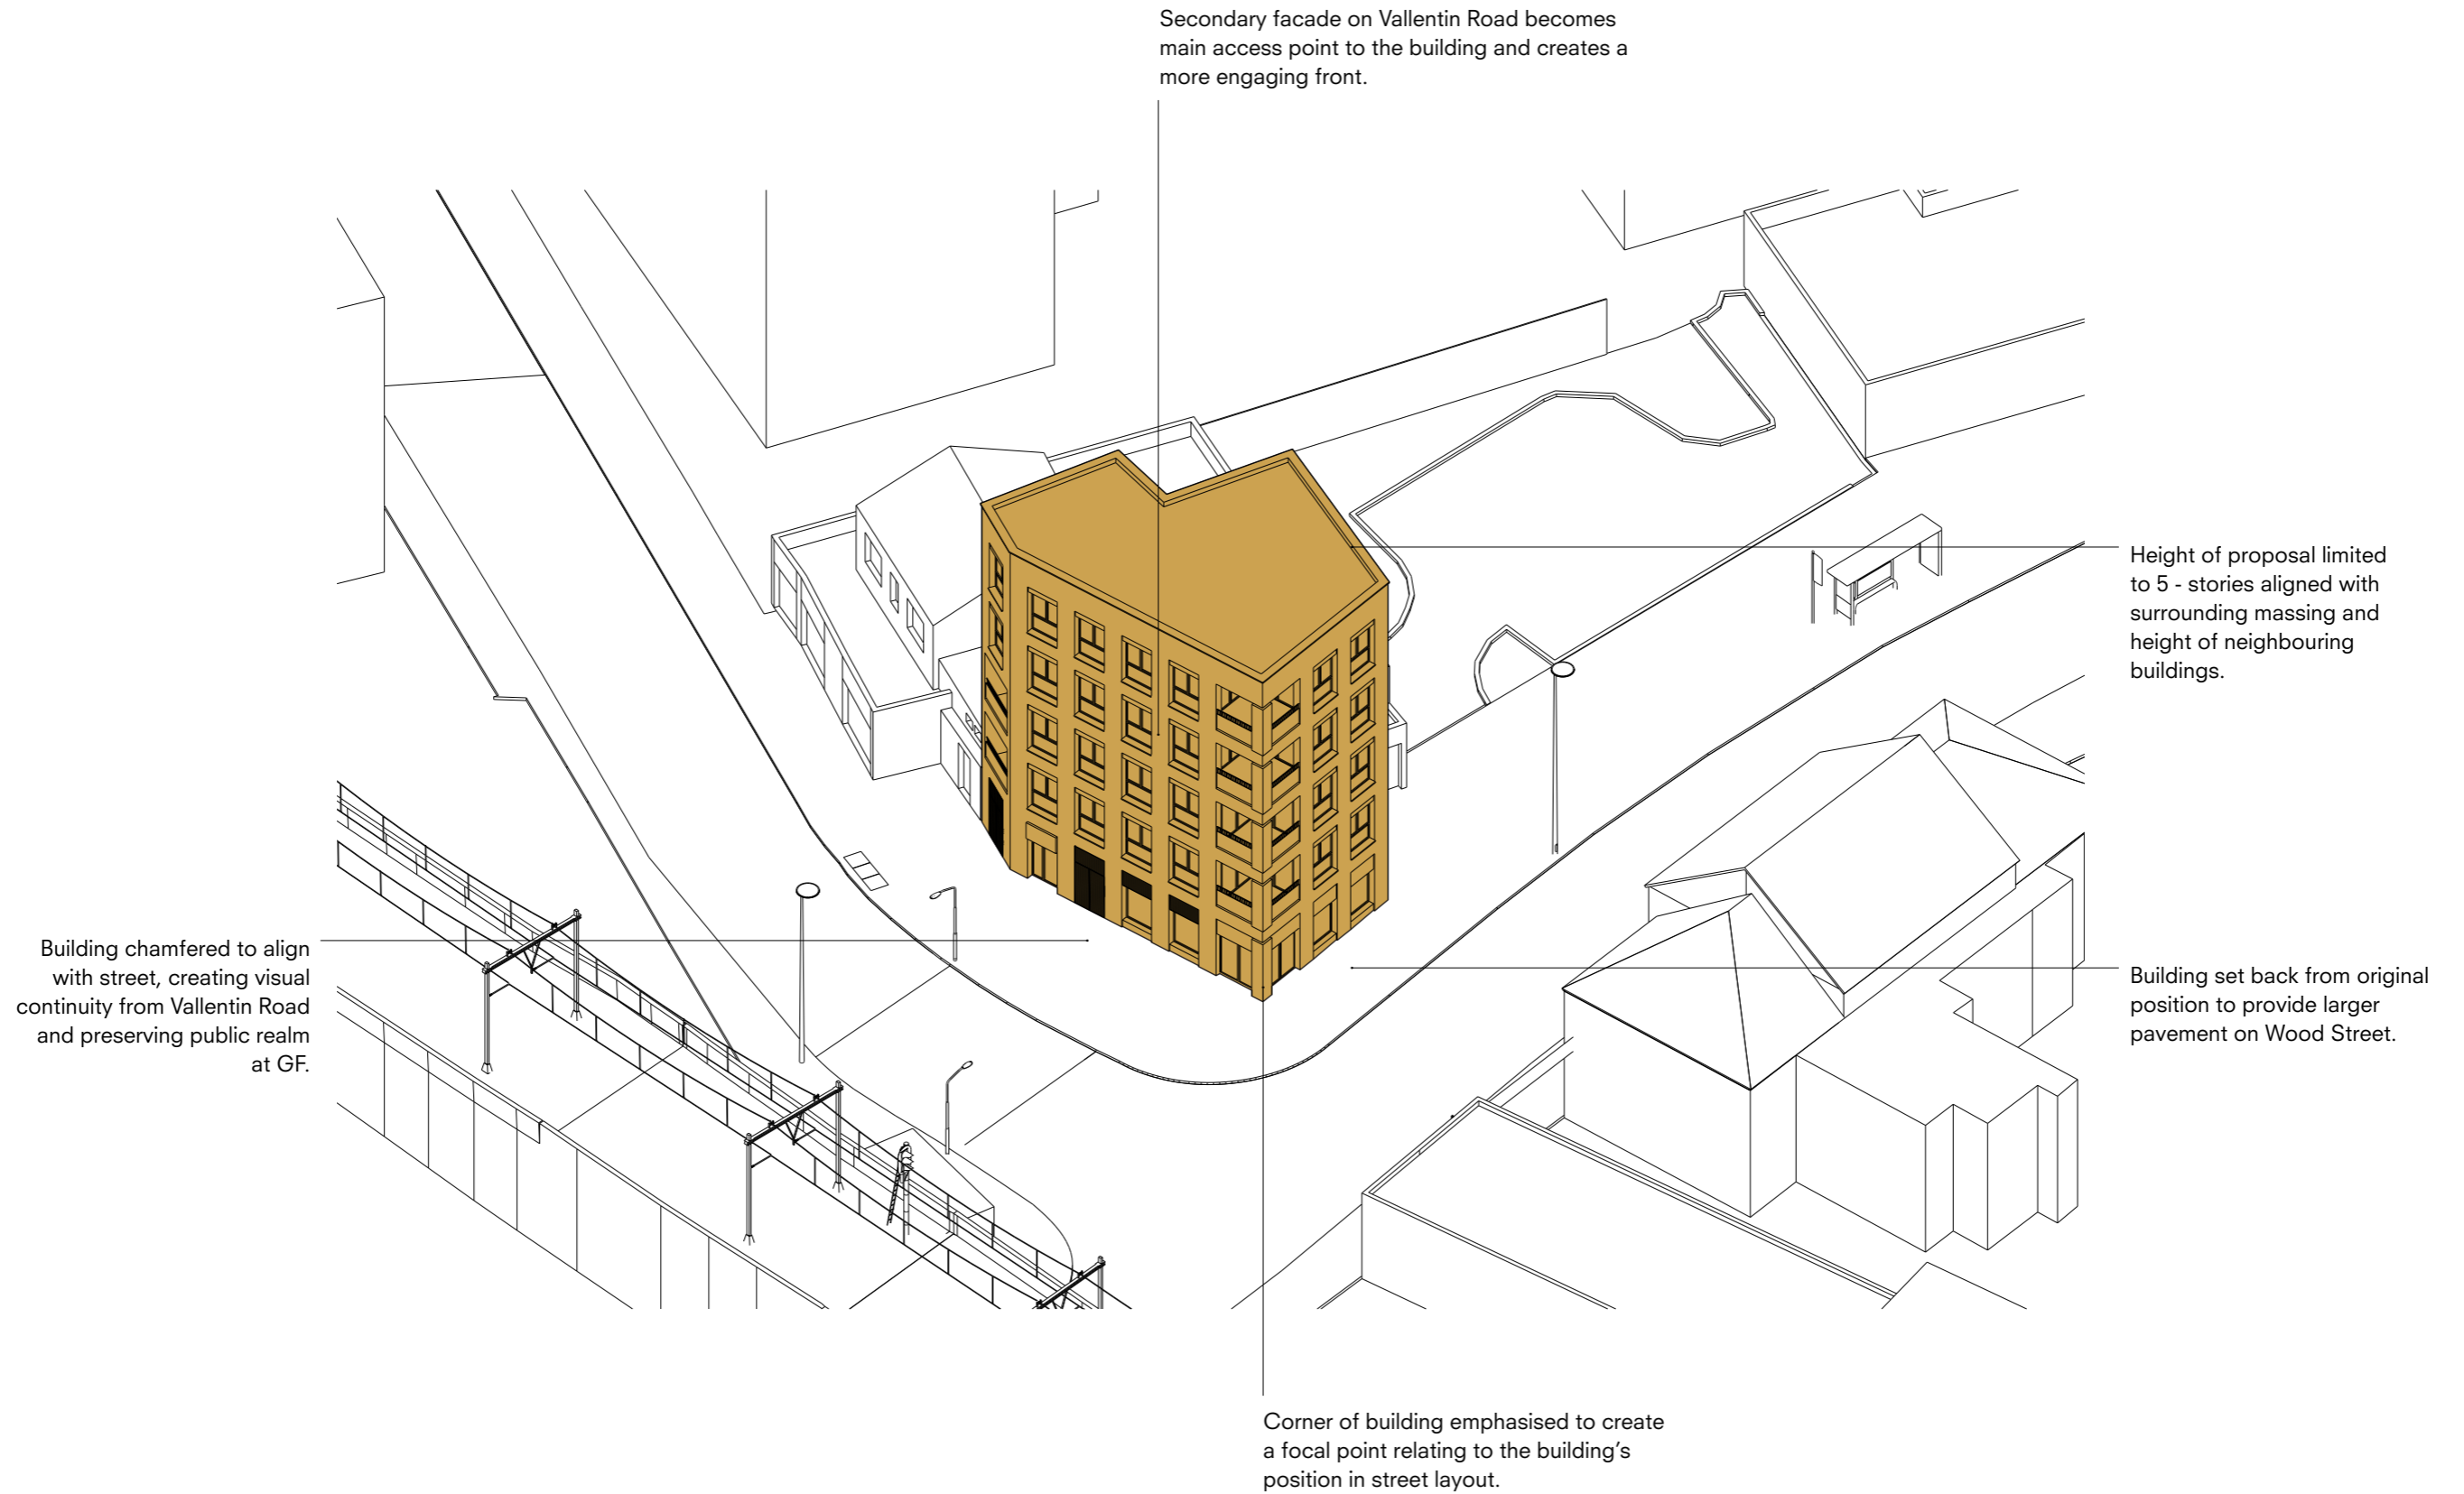 Secondary facade on Vallentin Road becomes
main access point to the building and creates a
more engaging front.
Height of proposal limited
to 5 - stories aligned with
surrounding massing and
height of neighbouring
buildings.
Building chamfered to align
with street, creating visual
continuity from Vallentin Road
and preserving public realm
at GF.
Building set back from original
position to provide larger
pavement on Wood Street.
Corner of building emphasised to create
a focal point relating to the building’s
position in street layout.